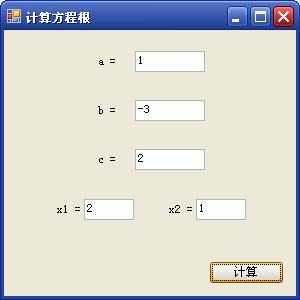 计算方程根
a = 1
b = -3
c = 2
x1 = 2 x2 = 1
计算